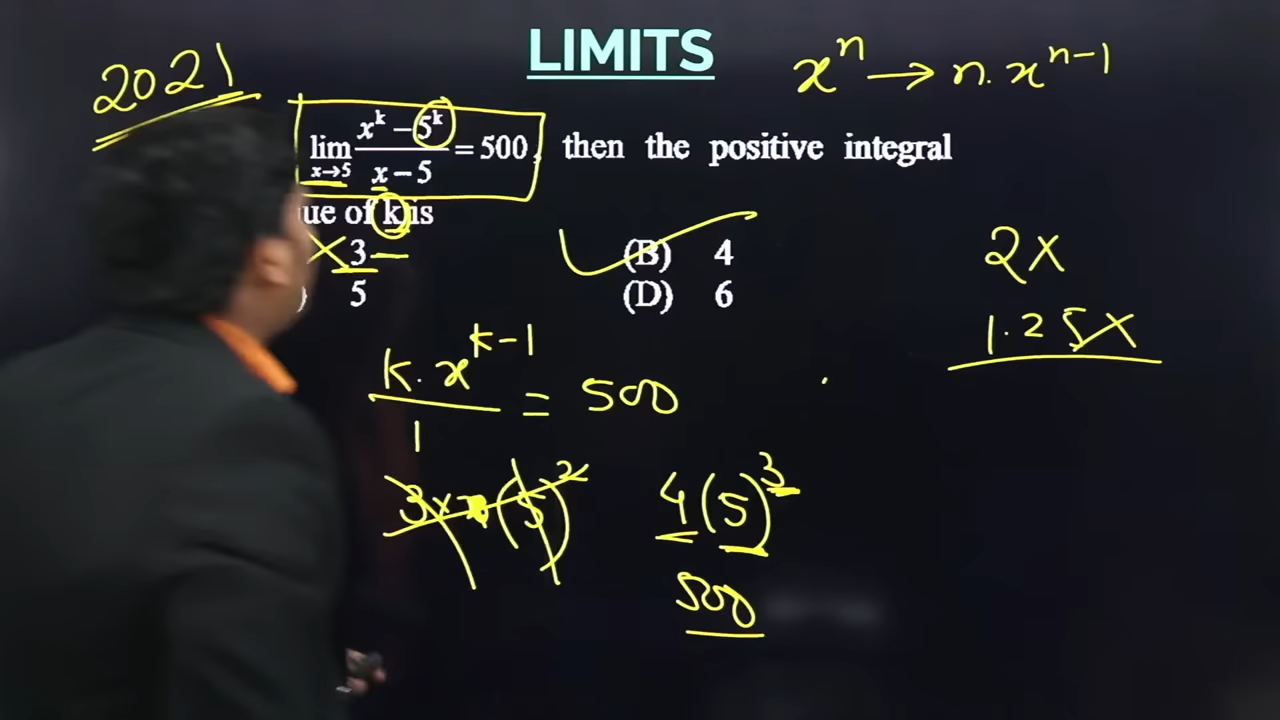 LIMITS
2021
x^n → n.x^{n-1}
lim x→5 (x^k – 5^k)/(x – 5) = 500, then the positive integral
ue of k is
3 (B) 4
) 5 (D) 6
2x
1.25x
k.x^{k-1}/1 = 500
3x (5)^2 4(5)^3
500